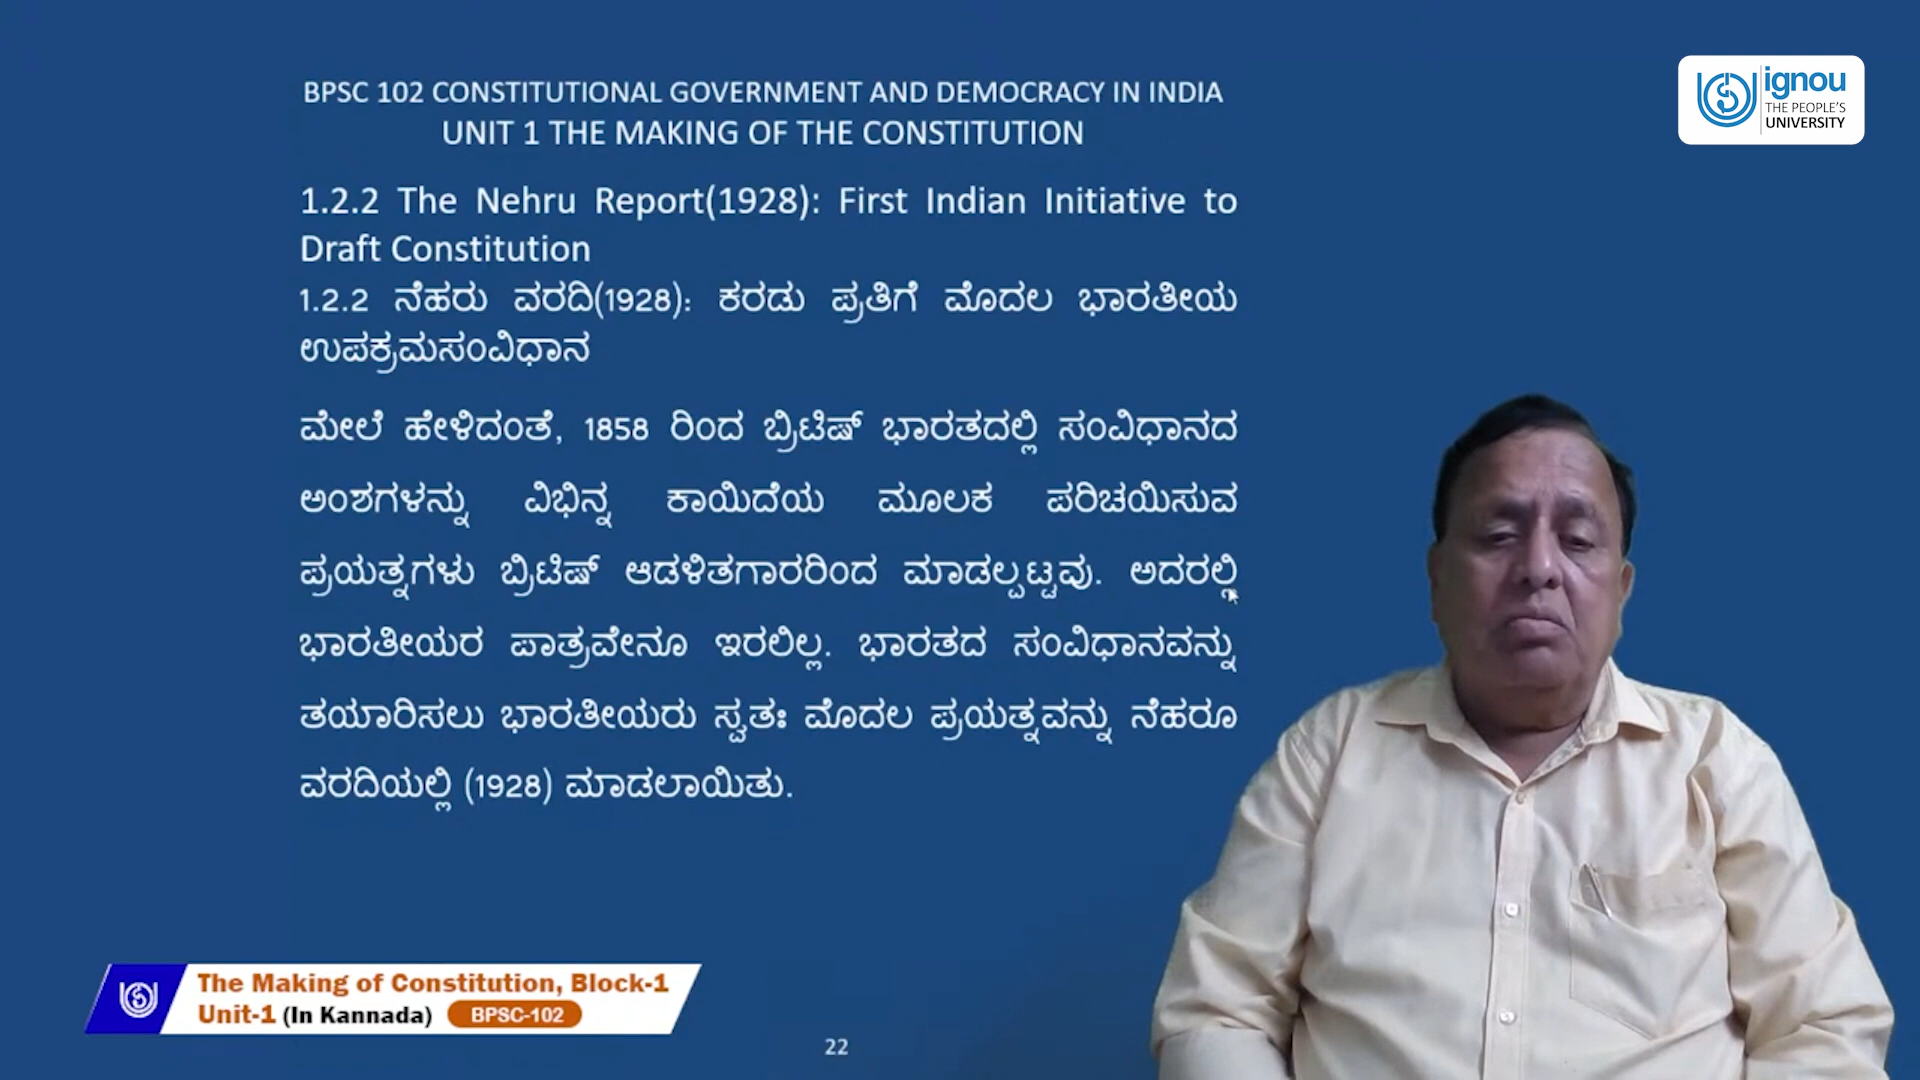 BPSC 102 CONSTITUTIONAL GOVERNMENT AND DEMOCRACY IN INDIA
UNIT 1 THE MAKING OF THE CONSTITUTION
ignou
THE PEOPLE'S
UNIVERSITY
1.2.2 The Nehru Report(1928): First Indian Initiative to
Draft Constitution
1.2.2 ನೆಹರು ವರದಿ(1928): ಕರಡು ಪ್ರತಿಗೆ ಮೊದಲ ಭಾರತೀಯ
ಉಪಕ್ರಮಸಂವಿಧಾನ
ಮೇಲೆ ಹೇಳಿದಂತೆ, 1858 ರಿಂದ ಬ್ರಿಟಿಷ್ ಭಾರತದಲ್ಲಿ ಸಂವಿಧಾನದ
ಅಂಶಗಳನ್ನು ವಿಭಿನ್ನ ಕಾಯಿದೆಯ ಮೂಲಕ ಪರಿಚಯಿಸುವ
ಪ್ರಯತ್ನಗಳು ಬ್ರಿಟಿಷ್ ಆಡಳಿತಗಾರರಿಂದ ಮಾಡಲ್ಪಟ್ಟವು. ಅದರಲ್ಲಿ
ಭಾರತೀಯರ ಪಾತ್ರವೇನೂ ಇರಲಿಲ್ಲ. ಭಾರತದ ಸಂವಿಧಾನವನ್ನು
ತಯಾರಿಸಲು ಭಾರತೀಯರು ಸ್ವತಃ ಮೊದಲ ಪ್ರಯತ್ನವನ್ನು ನೆಹರೂ
ವರದಿಯಲ್ಲಿ (1928) ಮಾಡಲಾಯಿತು.
The Making of Constitution, Block-1
Unit-1 (In Kannada) BPSC-102
22